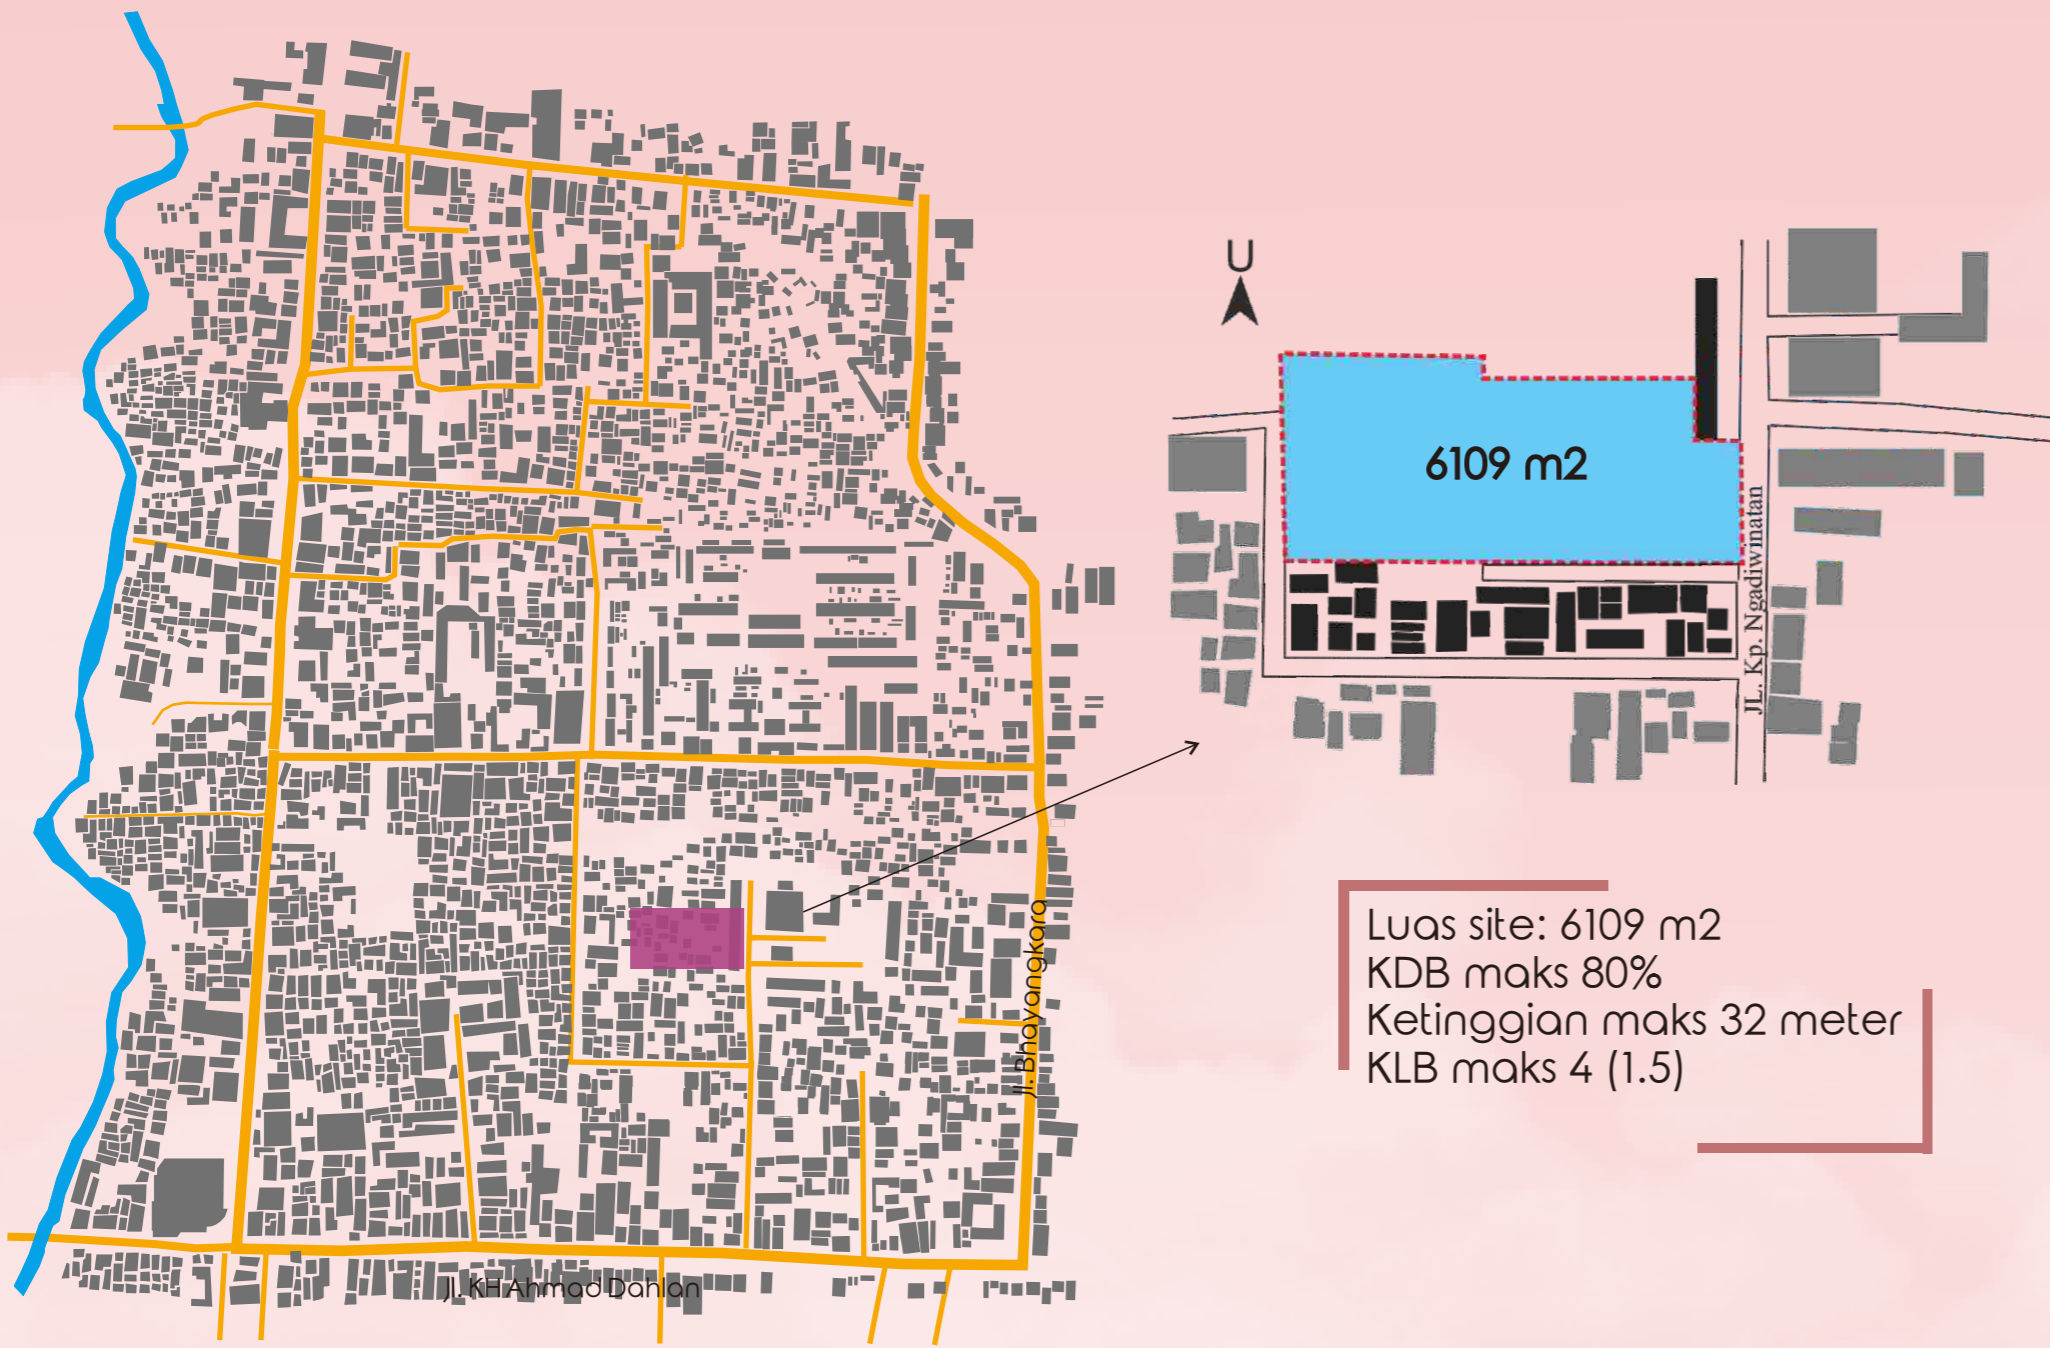 U
6109 m2
JL. Kp. Ngadiwinatan
Jl. Bhayangkara
Jl. KH Ahmad Dahlan
Luas site: 6109 m2
KDB maks 80%
Ketinggian maks 32 meter
KLB maks 4 (1.5)